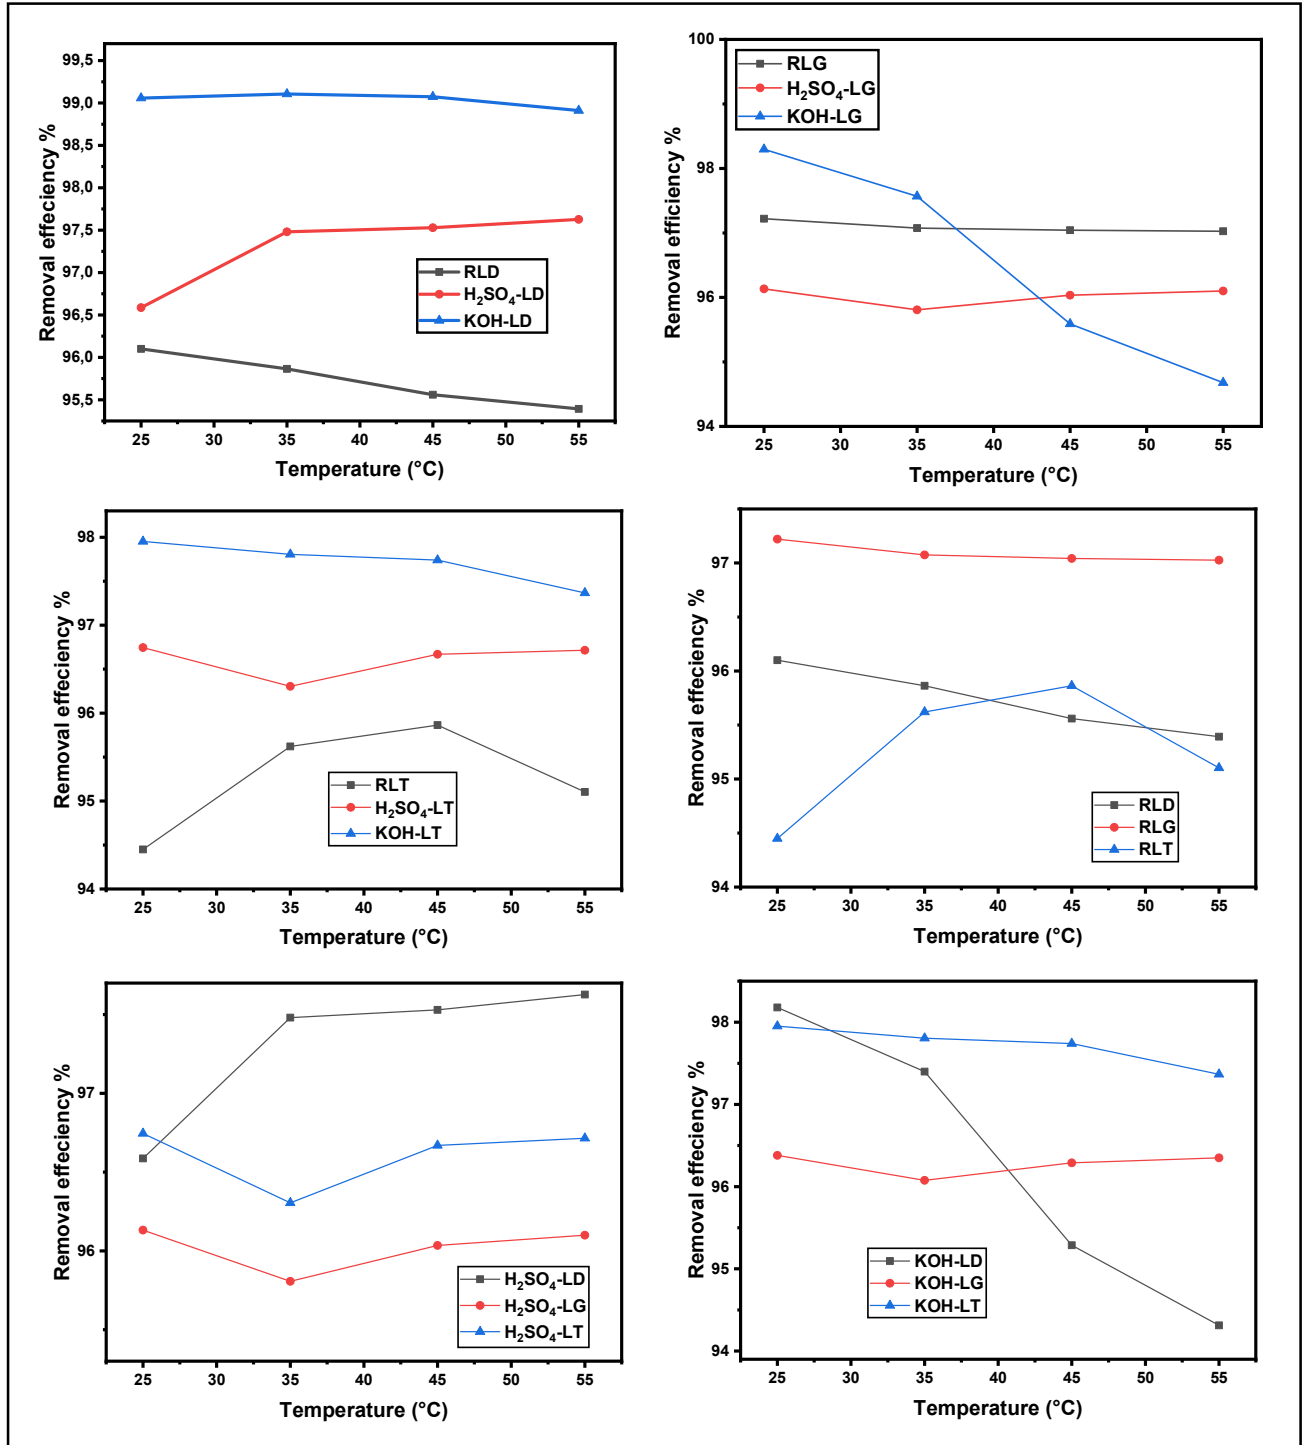 99,5
99,0
98,5
98,0
97,5
97,0
96,5
96,0
95,5
Removal effeciency %
RLD
H₂SO₄-LD
KOH-LD
25 30 35 40 45 50 55
Temperature (°C)
100
98
96
94
Removal efficiency %
RLG
H₂SO₄-LG
KOH-LG
25 30 35 40 45 50 55
Temperature (°C)
98
97
96
95
94
Removal effeciency %
RLT
H₂SO₄-LT
KOH-LT
25 30 35 40 45 50 55
Temperature (°C)
97
96
95
94
Removal effeciency %
RLD
RLG
RLT
25 30 35 40 45 50 55
Temperature (°C)
97
96
Removal effeciency %
H₂SO₄-LD
H₂SO₄-LG
H₂SO₄-LT
25 30 35 40 45 50 55
Temperature (°C)
98
97
96
95
94
Removal effeciency %
KOH-LD
KOH-LG
KOH-LT
25 30 35 40 45 50 55
Temperature (°C)